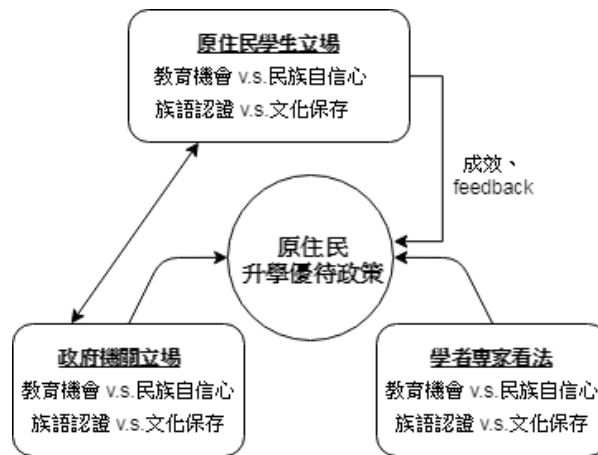 原住民學生立場
教育機會 v.s.民族自信心
族語認證 v.s.文化保存
成效、
feedback
原住民
升學優待政策
政府機關立場
教育機會 v.s.民族自信心
族語認證 v.s.文化保存
學者專家看法
教育機會 v.s.民族自信心
族語認證 v.s.文化保存